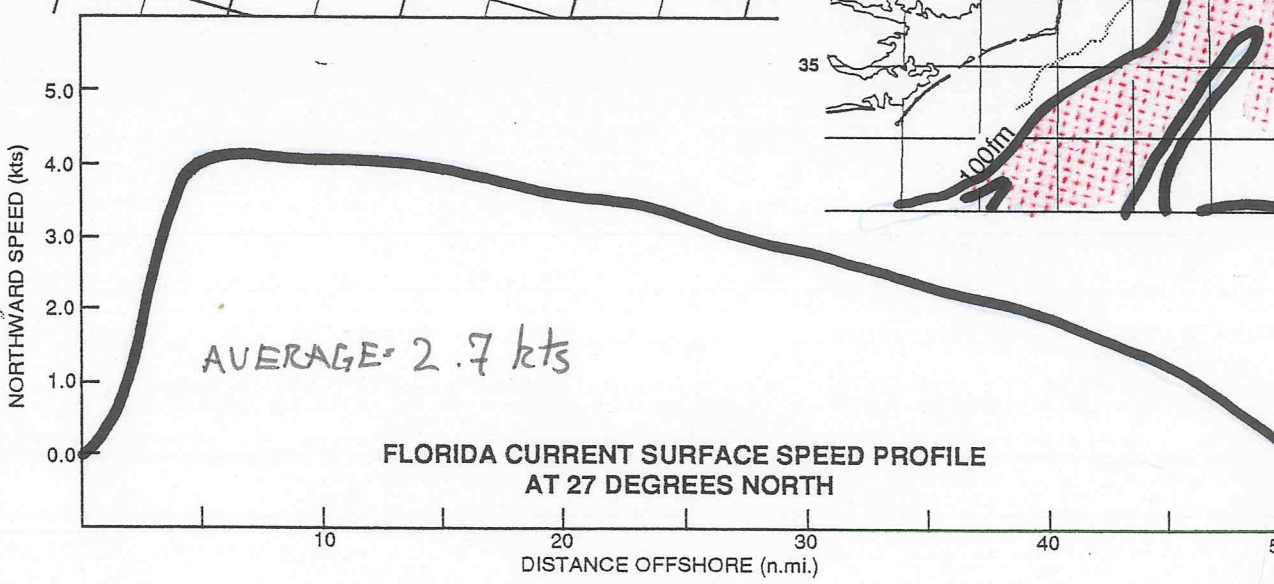 35
100fm
NORTHWARD SPEED (kts)
5.0
4.0
3.0
2.0
1.0
0.0
AVERAGE= 2.7 kts
FLORIDA CURRENT SURFACE SPEED PROFILE
AT 27 DEGREES NORTH
10
20
30
40
DISTANCE OFFSHORE (n.mi.)